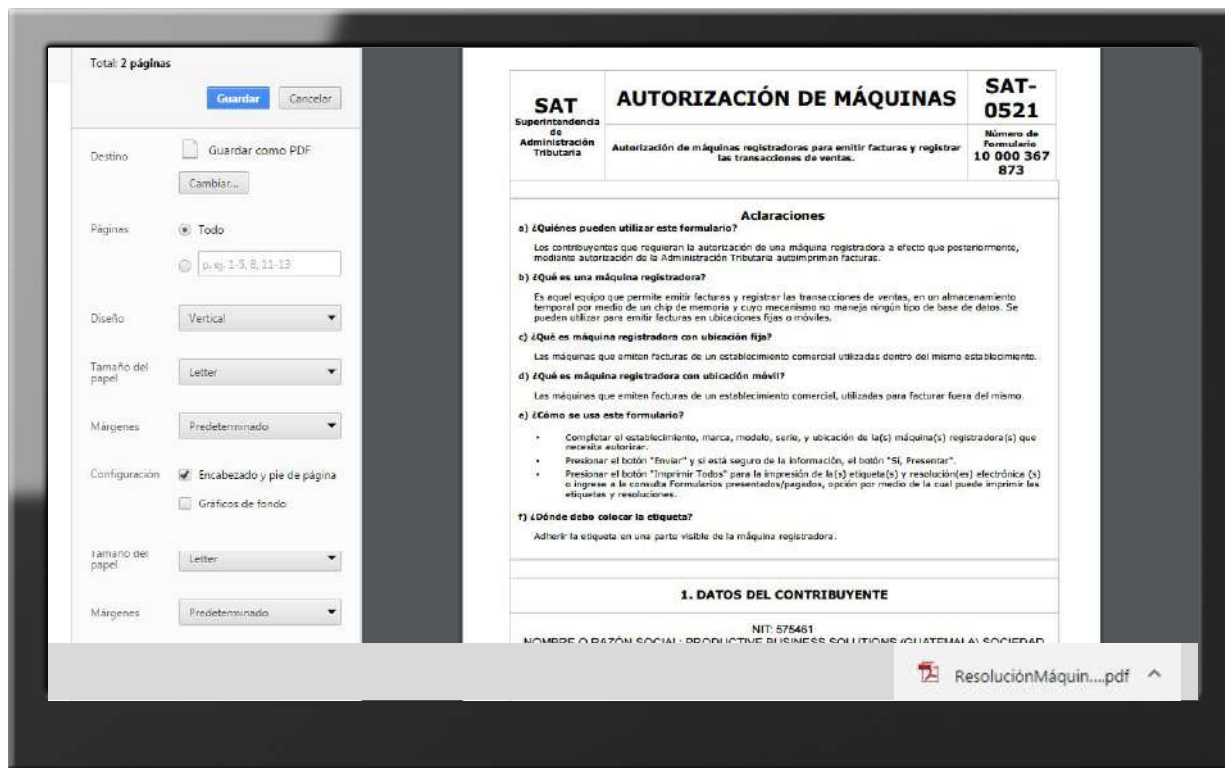 Total: 2 páginas
Guardar
Cancelar
Destino
Guardar como PDF
Cambiar...
Páginas
Todo
p. ej. 1-5, 8, 11-13
Diseño
Vertical
Tamaño del
papel
Letter
Márgenes
Predeterminado
Configuración
Encabezado y pie de página
Gráficos de fondo
Tamaño del
papel
Letter
Márgenes
Predeterminado
SAT
Superintendencia
de
Administración
Tributaria
AUTORIZACIÓN DE MÁQUINAS
Autorización de máquinas registradoras para emitir facturas y registrar
las transacciones de ventas.
SAT-
0521
Número de
Formulario
10 000 367
873
Aclaraciones
a) ¿Quiénes pueden utilizar este formulario?
Los contribuyentes que requieran la autorización de una máquina registradora a efecto que posteriormente,
mediante autorización de la Administración Tributaria autoimpriman facturas.
b) ¿Qué es una máquina registradora?
Es aquel equipo que permite emitir facturas y registrar las transacciones de ventas, en un almacenamiento
temporal por medio de un chip de memoria y cuyo mecanismo no maneja ningún tipo de base de datos. Se
pueden utilizar para emitir facturas en ubicaciones fijas o móviles.
c) ¿Qué es máquina registradora con ubicación fija?
Las máquinas que emiten facturas de un establecimiento comercial utilizadas dentro del mismo establecimiento.
d) ¿Qué es máquina registradora con ubicación móvil?
Las máquinas que emiten facturas de un establecimiento comercial, utilizadas para facturar fuera del mismo.
e) ¿Cómo se usa este formulario?
• Completar el establecimiento, marca, modelo, serie, y ubicación de la(s) máquina(s) registradora(s) que
necesita autorizar.
• Presionar el botón "Enviar" y si está seguro de la información, el botón "Sí, Presentar".
• Presionar el botón "Imprimir Todos" para la impresión de la(s) etiqueta(s) y resolución(es) electrónica (s)
o ingrese a la consulta Formularios presentados/pagados, opción por medio de la cual puede imprimir las
etiquetas y resoluciones.
f) ¿Dónde debo colocar la etiqueta?
Adherir la etiqueta en una parte visible de la máquina registradora.
1. DATOS DEL CONTRIBUYENTE
NIT: 575461
NOMBRE O RAZÓN SOCIAL: PRODUCTIVE BUSINESS SOLUTIONS (GUATEMALA) SOCIEDAD
ResoluciónMáquin....pdf